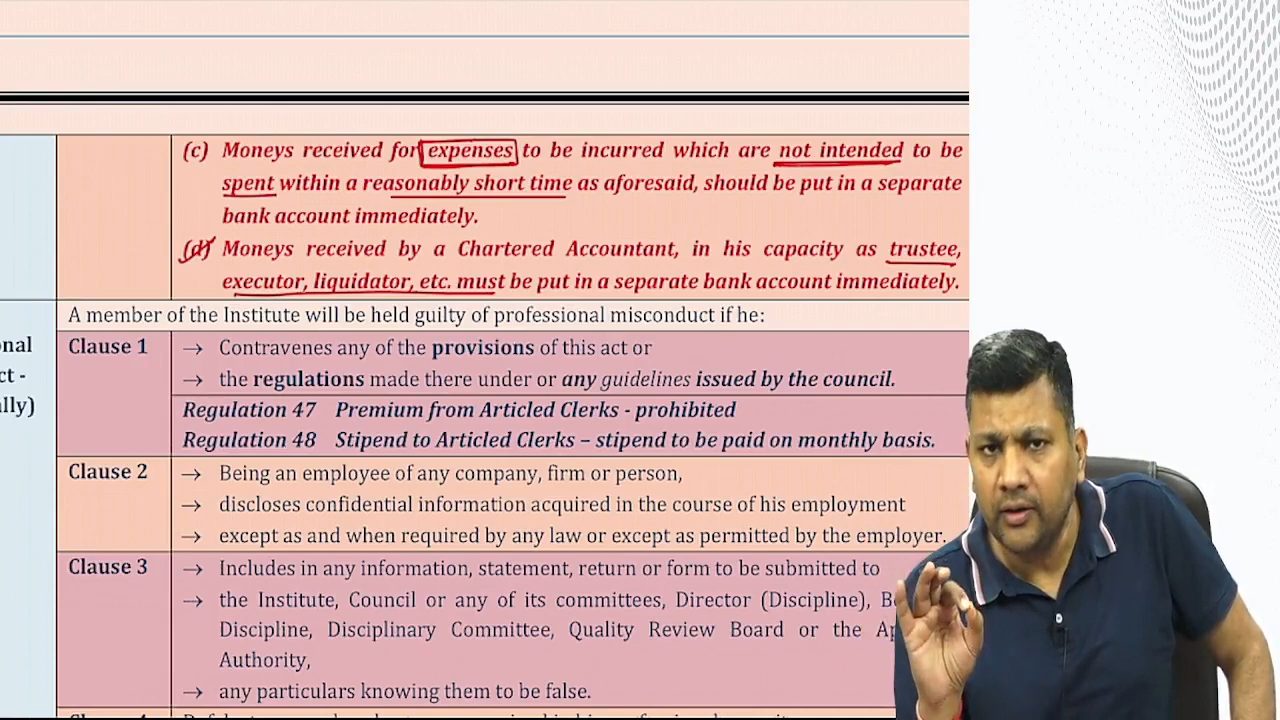 (c) Moneys received for expenses to be incurred which are not intended to be
spent within a reasonably short time as aforesaid, should be put in a separate
bank account immediately.
(d) Moneys received by a Chartered Accountant, in his capacity as trustee,
executor, liquidator, etc. must be put in a separate bank account immediately.
A member of the Institute will be held guilty of professional misconduct if he:
onal
ct -
ally)
Clause 1
→ Contravenes any of the provisions of this act or
→ the regulations made there under or any guidelines issued by the council.
Regulation 47 Premium from Articled Clerks - prohibited
Regulation 48 Stipend to Articled Clerks – stipend to be paid on monthly basis.
Clause 2
→ Being an employee of any company, firm or person,
→ discloses confidential information acquired in the course of his employment
→ except as and when required by any law or except as permitted by the employer.
Clause 3
→ Includes in any information, statement, return or form to be submitted to
→ the Institute, Council or any of its committees, Director (Discipline),
Discipline, Disciplinary Committee, Quality Review Board or the
Authority,
→ any particulars knowing them to be false.